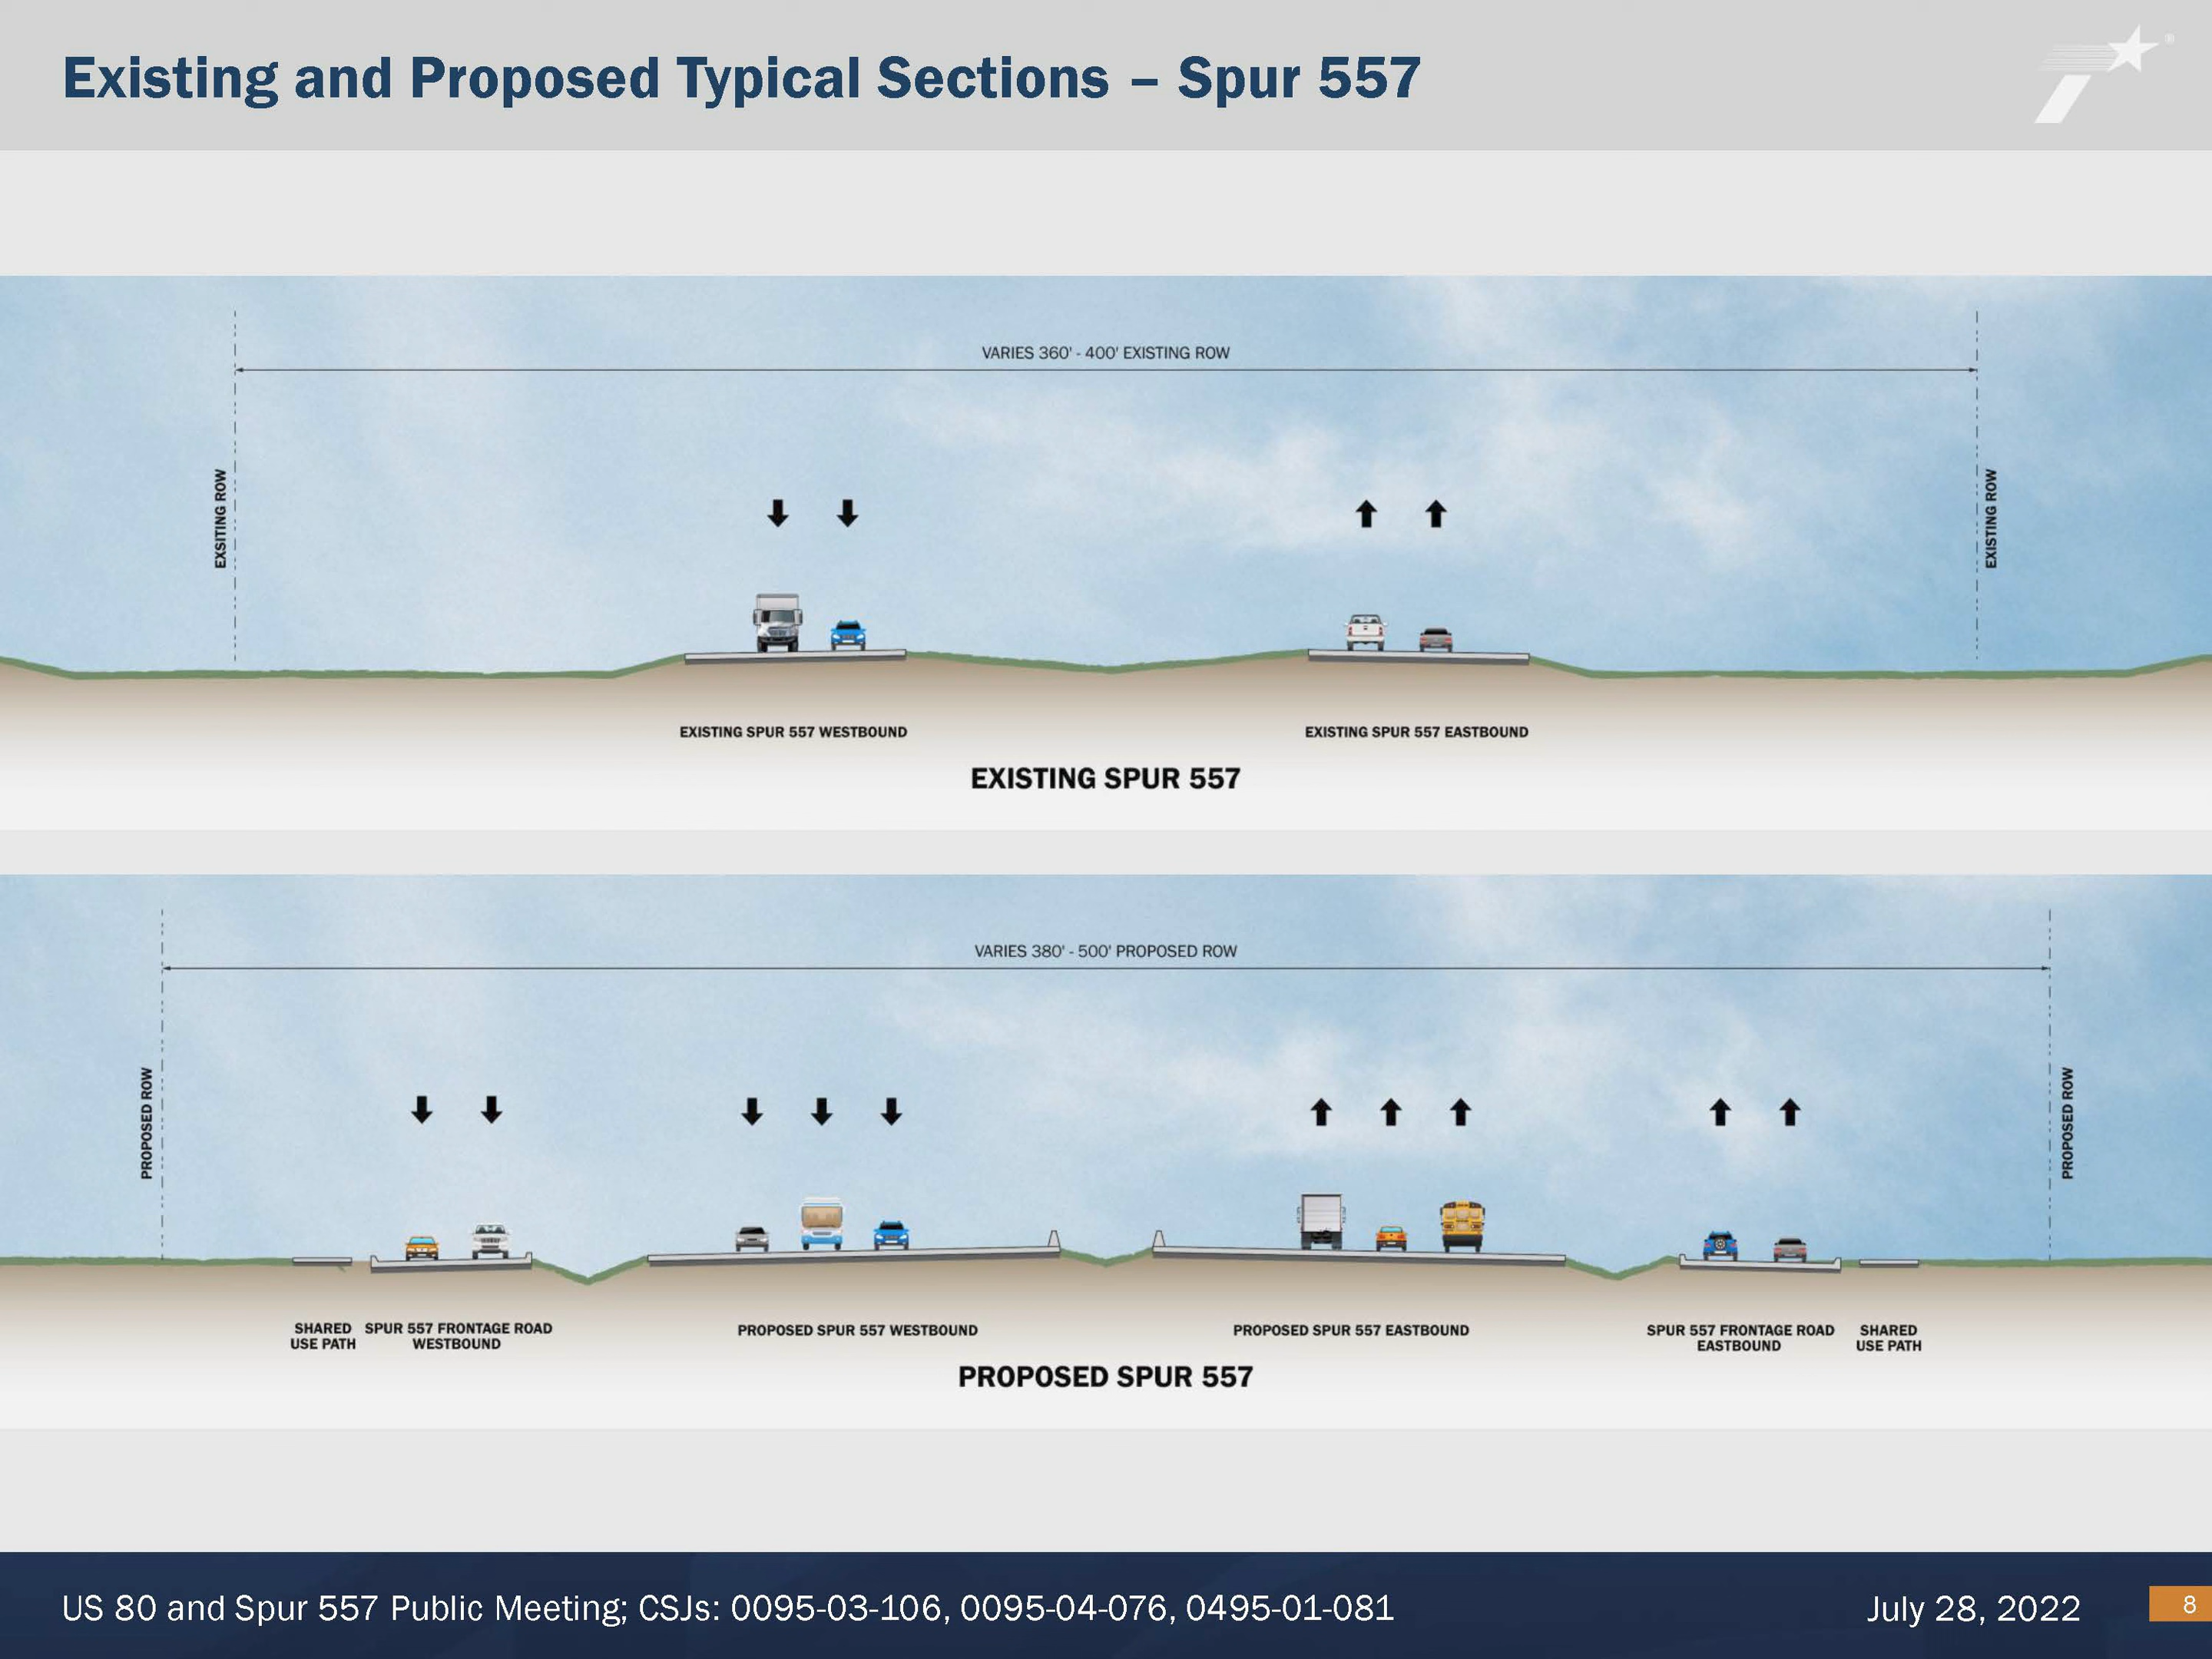 Existing and Proposed Typical Sections – Spur 557
®
VARIES 360' - 400' EXISTING ROW
EXSITING ROW
EXISTING ROW
EXISTING SPUR 557 WESTBOUND
EXISTING SPUR 557 EASTBOUND
EXISTING SPUR 557
VARIES 380' - 500' PROPOSED ROW
PROPOSED ROW
PROPOSED ROW
SHARED
USE PATH
SPUR 557 FRONTAGE ROAD
WESTBOUND
PROPOSED SPUR 557 WESTBOUND
PROPOSED SPUR 557 EASTBOUND
SPUR 557 FRONTAGE ROAD
EASTBOUND
SHARED
USE PATH
PROPOSED SPUR 557
US 80 and Spur 557 Public Meeting; CSJs: 0095-03-106, 0095-04-076, 0495-01-081
July 28, 2022
8